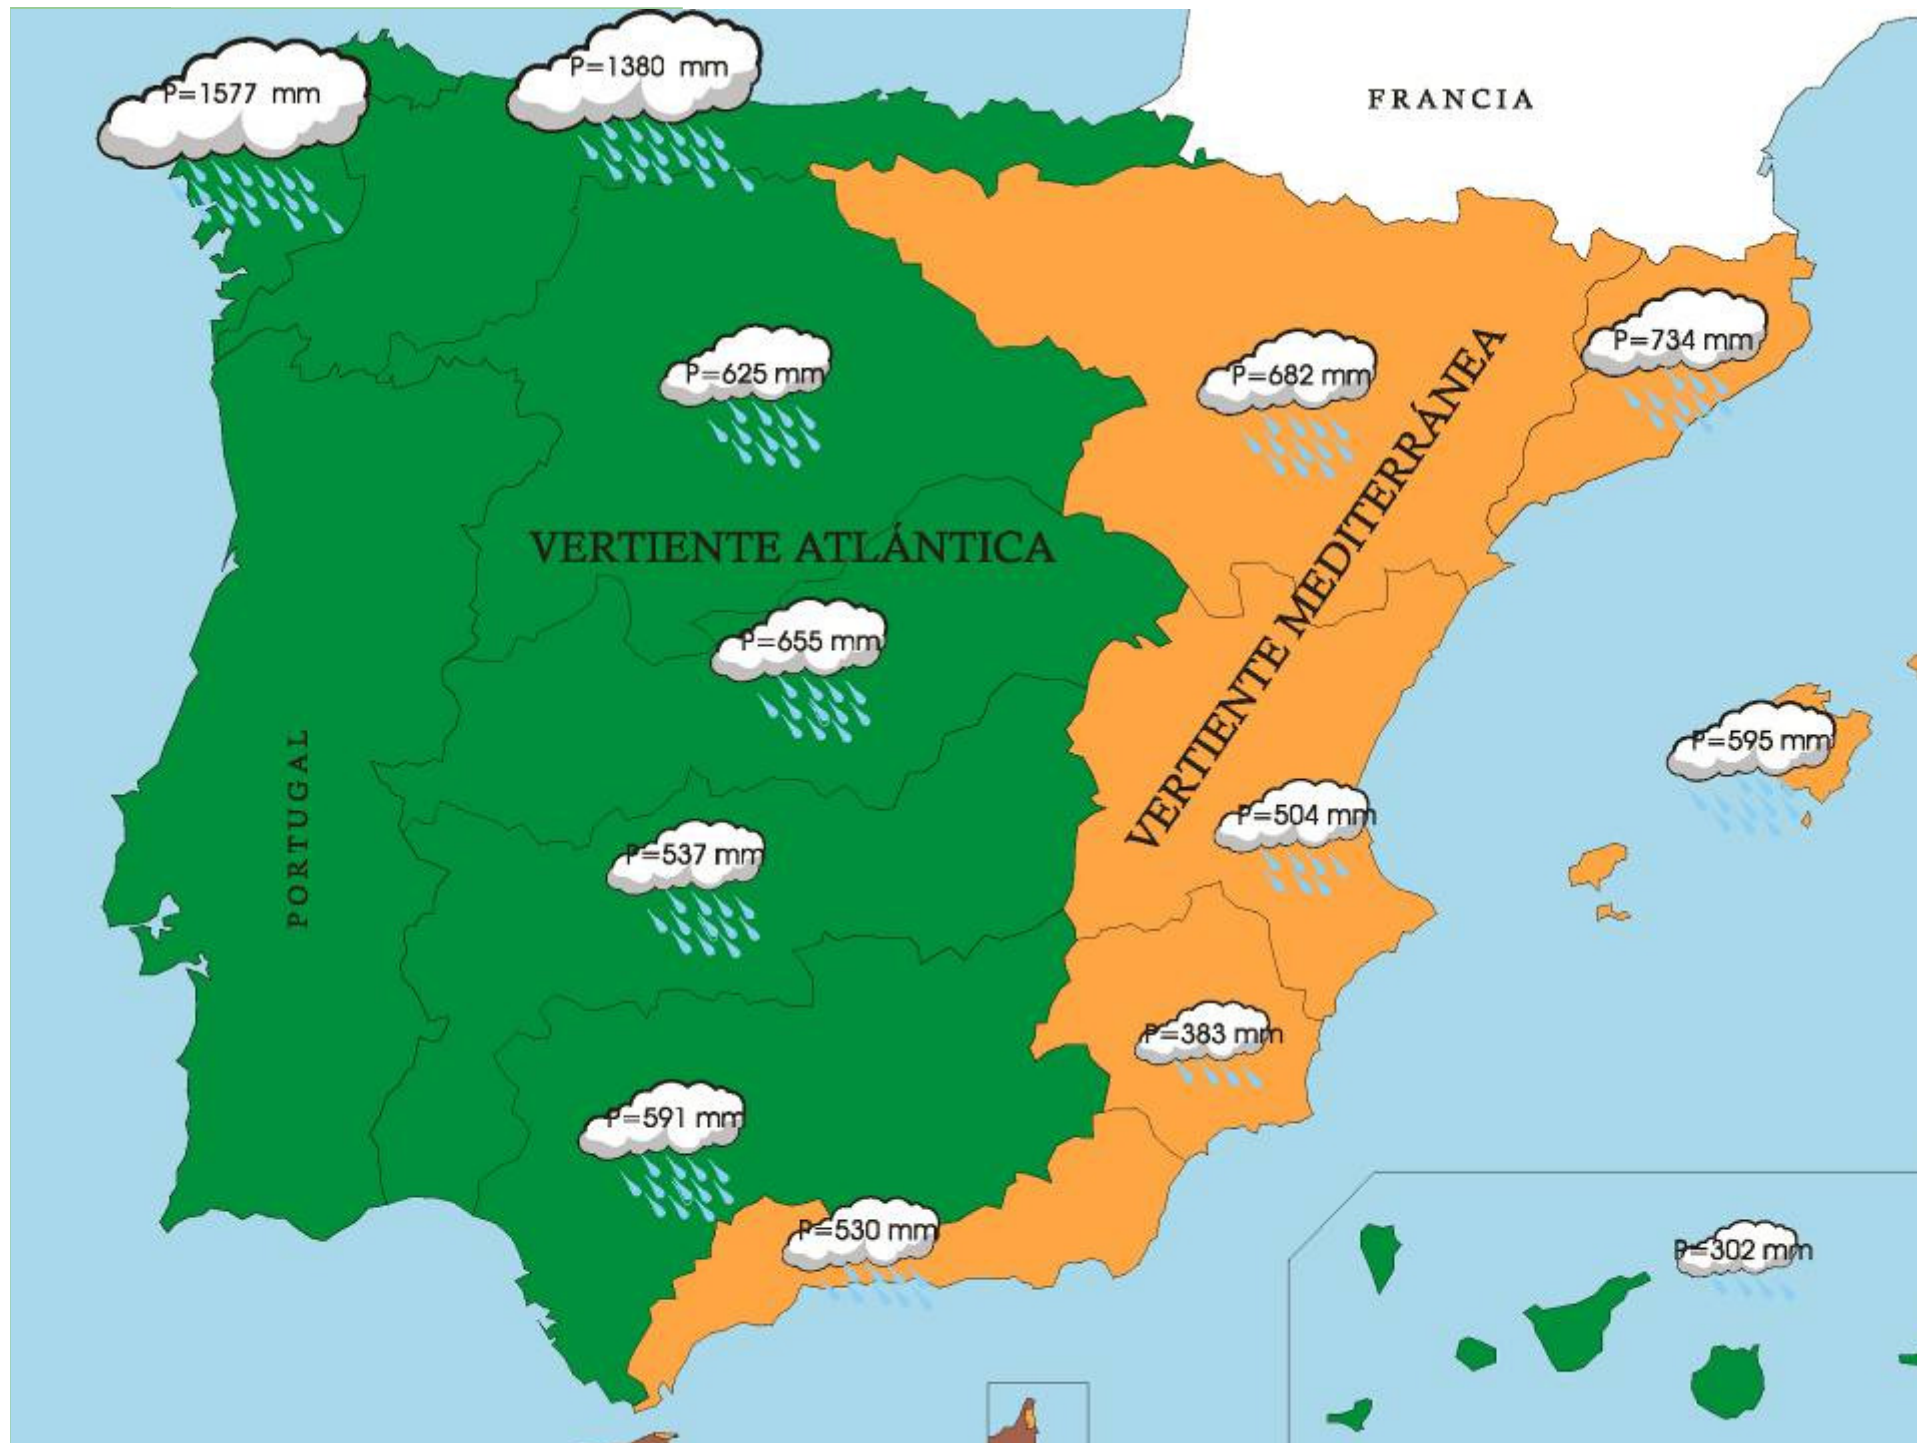 P=1577 mm
P=1380 mm
FRANCIA
P=625 mm
P=682 mm
P=734 mm
VERTIENTE ATLÁNTICA
VERTIENTE MEDITERRÁNEA
P=655 mm
PORTUGAL
P=595 mm
P=504 mm
P=537 mm
P=383 mm
P=591 mm
P=530 mm
P=302 mm